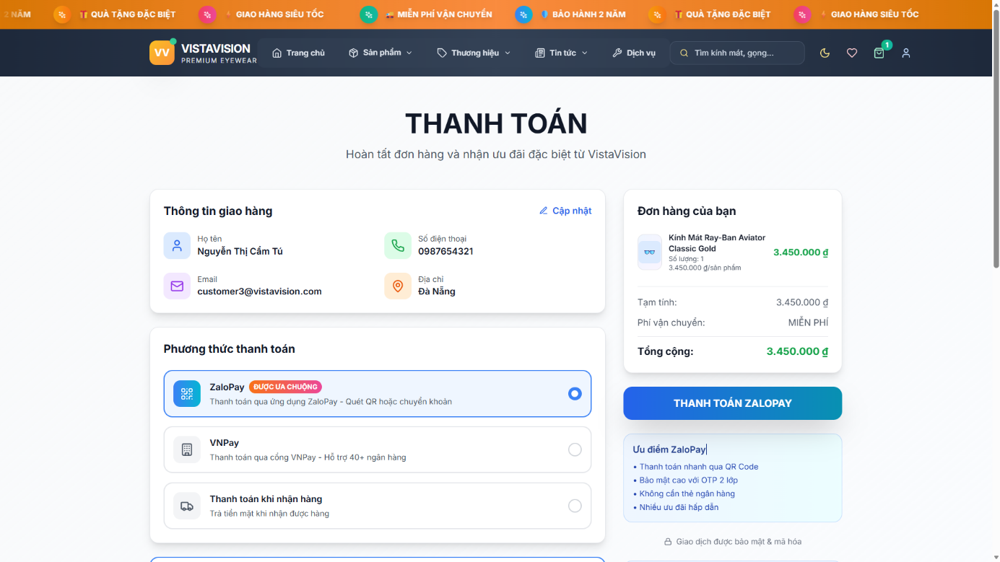 2 NĂM
QUÀ TẶNG ĐẶC BIỆT
GIAO HÀNG SIÊU TỐC
MIỄN PHÍ VẬN CHUYỂN
BẢO HÀNH 2 NĂM
QUÀ TẶNG ĐẶC BIỆT
GIAO HÀNG SIÊU TỐC
VV
VISTAVISION
PREMIUM EYEWEAR
Trang chủ
Sản phẩm
Thương hiệu
Tin tức
Dịch vụ
Tìm kính mát, gọng...
1
THANH TOÁN
Hoàn tất đơn hàng và nhận ưu đãi đặc biệt từ VistaVision
Thông tin giao hàng
Cập nhật
Họ tên
Nguyễn Thị Cẩm Tú
Số điện thoại
0987654321
Email
customer3@vistavision.com
Địa chỉ
Đà Nẵng
Phương thức thanh toán
ZaloPay ĐƯỢC ƯA CHUỘNG
Thanh toán qua ứng dụng ZaloPay - Quét QR hoặc chuyển khoản
VNPay
Thanh toán qua cổng VNPay - Hỗ trợ 40+ ngân hàng
Thanh toán khi nhận hàng
Trả tiền mặt khi nhận được hàng
Đơn hàng của bạn
Kính Mát Ray-Ban Aviator
Classic Gold
Số lượng: 1
3.450.000 ₫/sản phẩm
3.450.000 ₫
Tạm tính: 3.450.000 ₫
Phí vận chuyển: MIỄN PHÍ
Tổng cộng: 3.450.000 ₫
THANH TOÁN ZALOPAY
Ưu điểm ZaloPay
• Thanh toán nhanh qua QR Code
• Bảo mật cao với OTP 2 lớp
• Không cần thẻ ngân hàng
• Nhiều ưu đãi hấp dẫn
Giao dịch được bảo mật & mã hóa